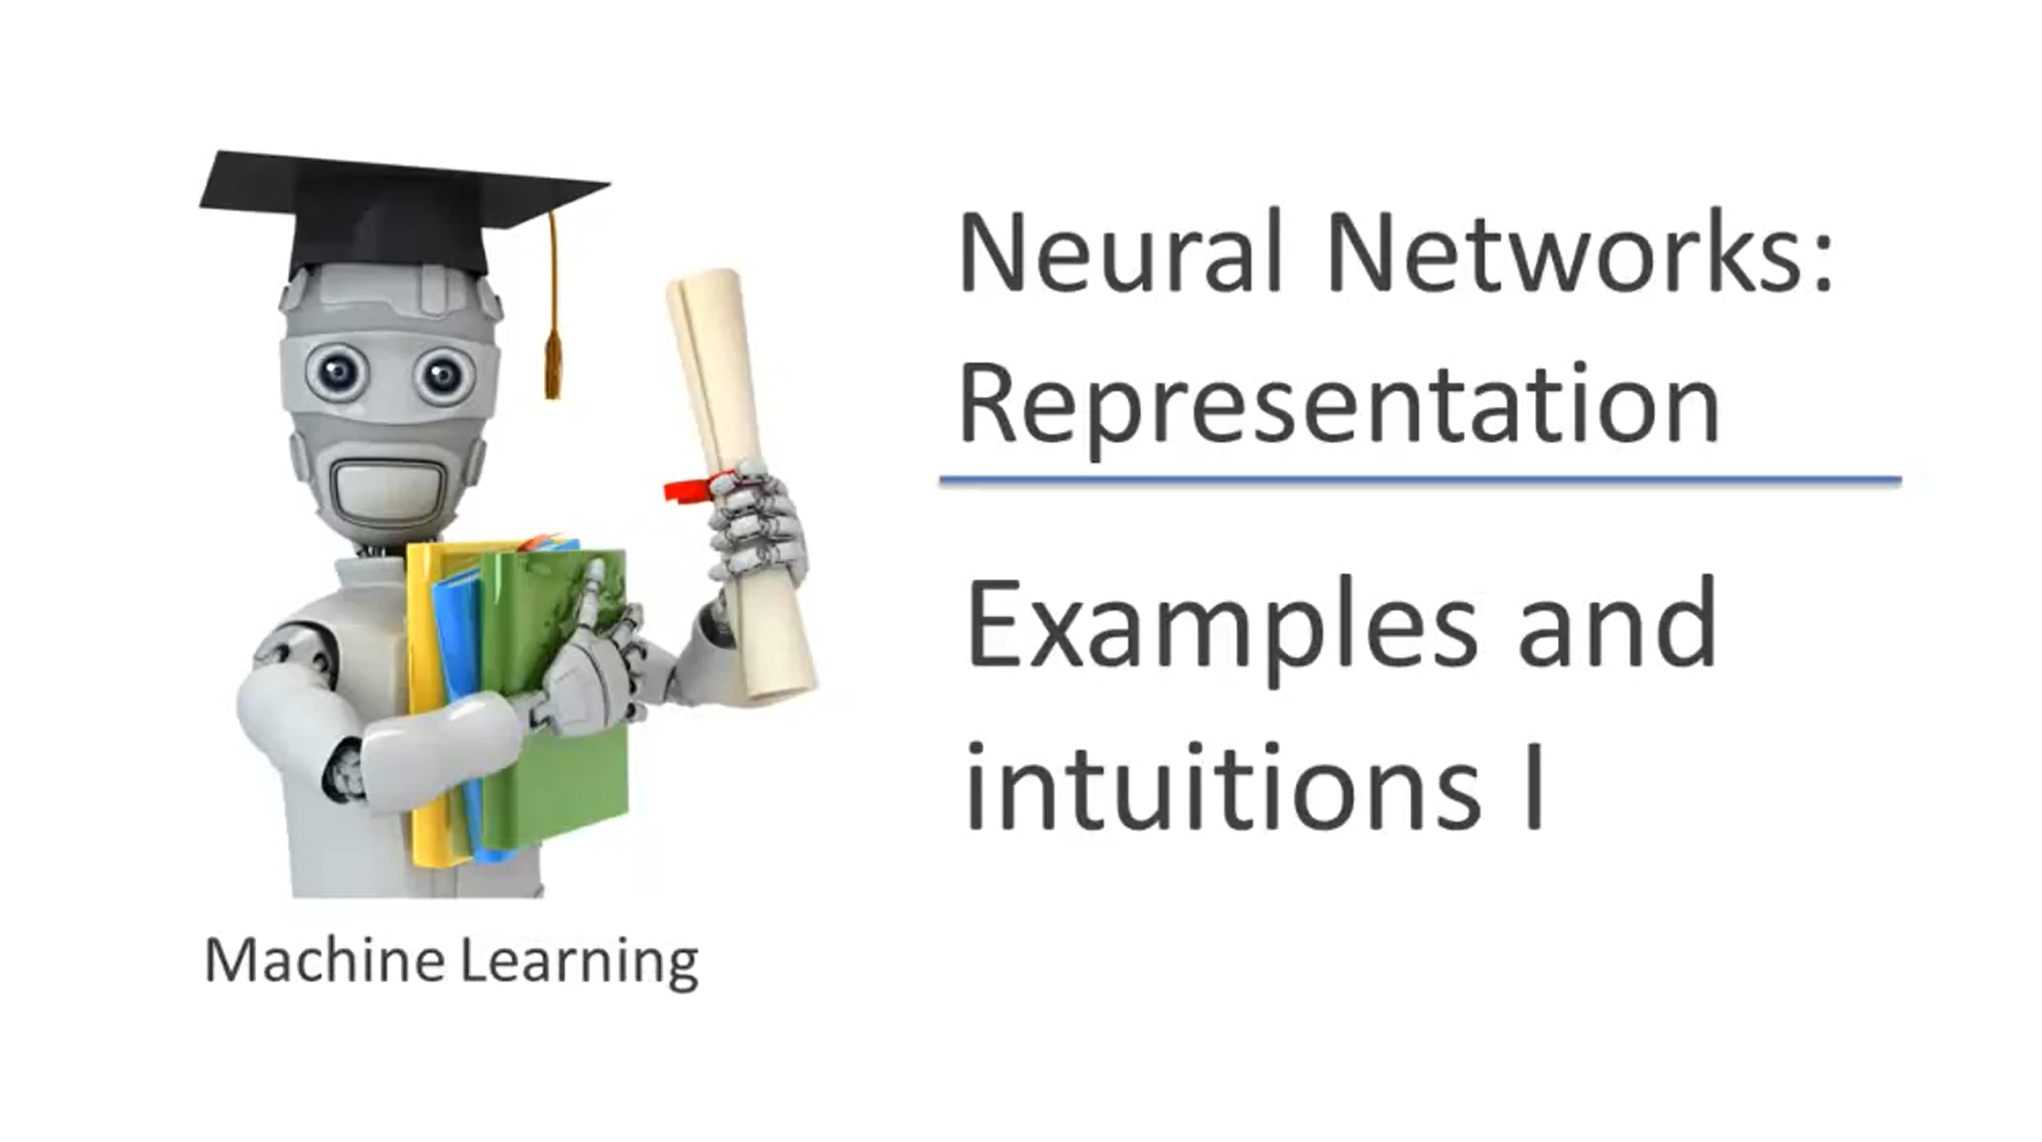 Neural Networks:
Representation
Examples and
intuitions I
Machine Learning